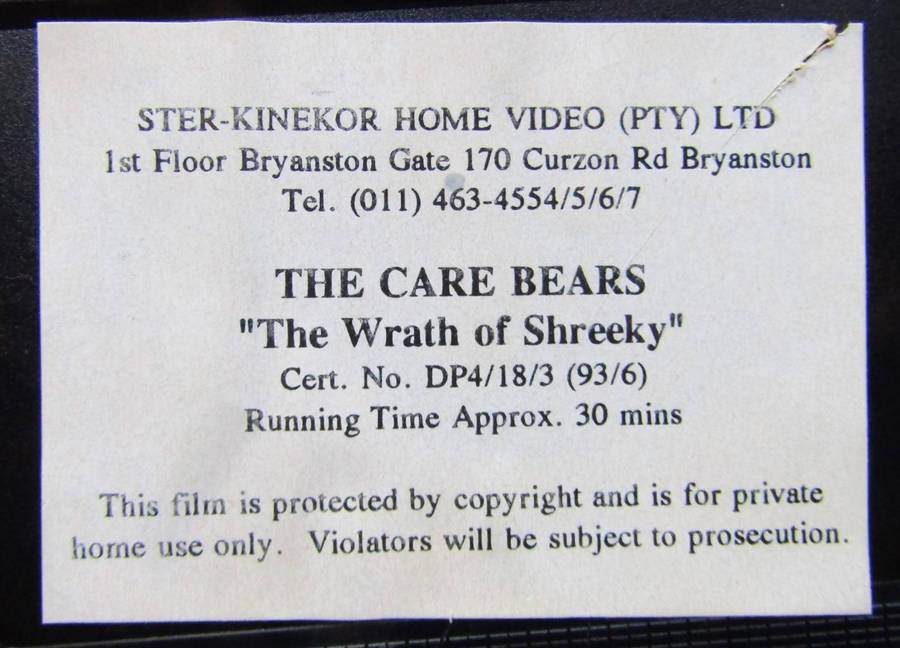 STER-KINEKOR HOME VIDEO (PTY) LTD
1st Floor Bryanston Gate 170 Curzon Rd Bryanston
Tel. (011) 463-4554/5/6/7
THE CARE BEARS
"The Wrath of Shreeky"
Cert. No. DP4/18/3 (93/6)
Running Time Approx. 30 mins
This film is protected by copyright and is for private
home use only. Violators will be subject to prosecution.